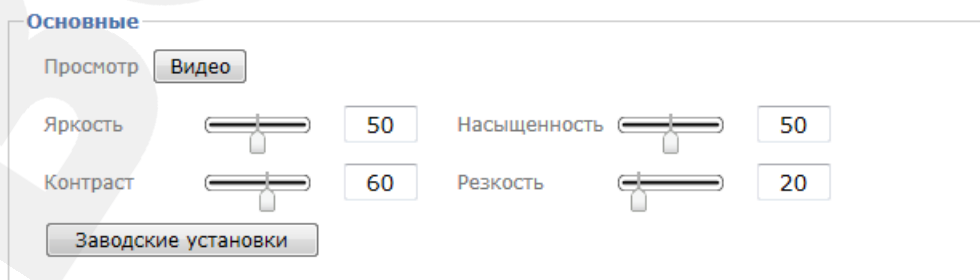 Основные
Просмотр Видео
Яркость 50 Насыщенность 50
Контраст 60 Резкость 20
Заводские установки